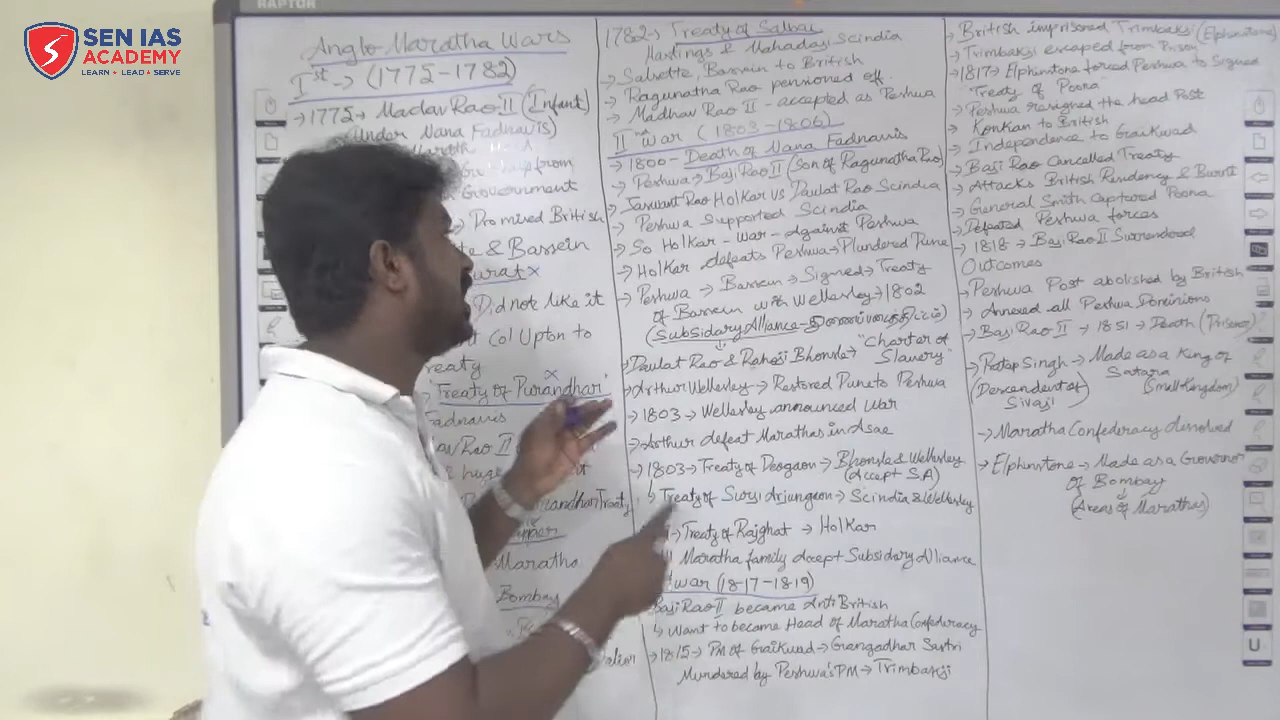 RAPTOR
SEN IAS
ACADEMY
LEARN ★ LEAD ★ SERVE
Anglo Maratha Wars
Ist → (1775-1782)
→ 1775 → Madav Rao II (Infant)
Under Nana Fadnavis)
from
Government
Promised British
& Bassein
Did not like it
Col Upton to
Treaty
Treaty of Purandhar
Fadnavis
Rao II
& huge
Treaty
Maratha
Bombay
1782 → Treaty of Salbai
Hastings & Mahadaji Scindia
→ Salsette, Bassein to British
→ Ragunatha Rao pensioned off
→ Madhav Rao II - accepted as Peshwa
IInd War (1803-1806)
→ 1800 - Death of Nana Fadnavis
→ Peshwa → Baji Rao II (Son of Ragunatha Rao)
→ Jaswant Rao Holkar Vs Daulat Rao Scindia
→ Peshwa Supported Scindia
→ So Holkar - War - Against Peshwa
→ Holkar defeats Peshwa → Plundered Pune
→ Peshwa → Bassein → Signed → Treaty
of Bassein with Wellesley → 1802
(Subsidary Alliance - துணைப்படைத்திட்டம்)
→ Daulat Rao & Bhonsle → "Charter of
Slavery"
→ Arthur Wellesley → Restored Pune to Peshwa
→ 1803 → Wellesley announced War
→ Arthur defeat Marathas in Asae
→ 1803 → Treaty of Deogaon → Bhonsle & Wellesley
(Accept S.A)
↳ Treaty of Surji Arjungaon → Scindia & Wellesley
→ Treaty of Rajghat → Holkar
Maratha family Accept Subsidary Alliance
War (1817-1819)
Baji Rao II became Anti British
↳ Want to become Head of Maratha Confederacy
→ 1815 → PM of Gaikwad → Gangadhar Sastri
Murdered by Peshwa's PM → Trimbakji
→ British imprisoned Trimbakji (Elphinstone)
→ Trimbakji escaped from Prison
→ 1817 → Elphinstone forced Peshwa to Signed
Treaty of Poona
→ Peshwa resigned the head Post
→ Konkan to British
→ Independence to Gaikwad
→ Baji Rao Cancelled Treaty
→ Attacks British Residency & Burnt
→ General Smith Captured Poona
→ Defeated Peshwa forces
→ 1818 → Baji Rao II Surrendered
Outcomes
→ Peshwa Post abolished by British
→ Annexed all Peshwa Dominions
→ Baji Rao II → 1851 → Death (Prisoner)
→ Pratap Singh → Made as a King of
Satara
(Descendent of
Sivaji)
(Small Kingdom)
→ Maratha Confederacy disolved
→ Elphinstone → Made as a Governor
of Bombay
(Areas of Marathas)
U